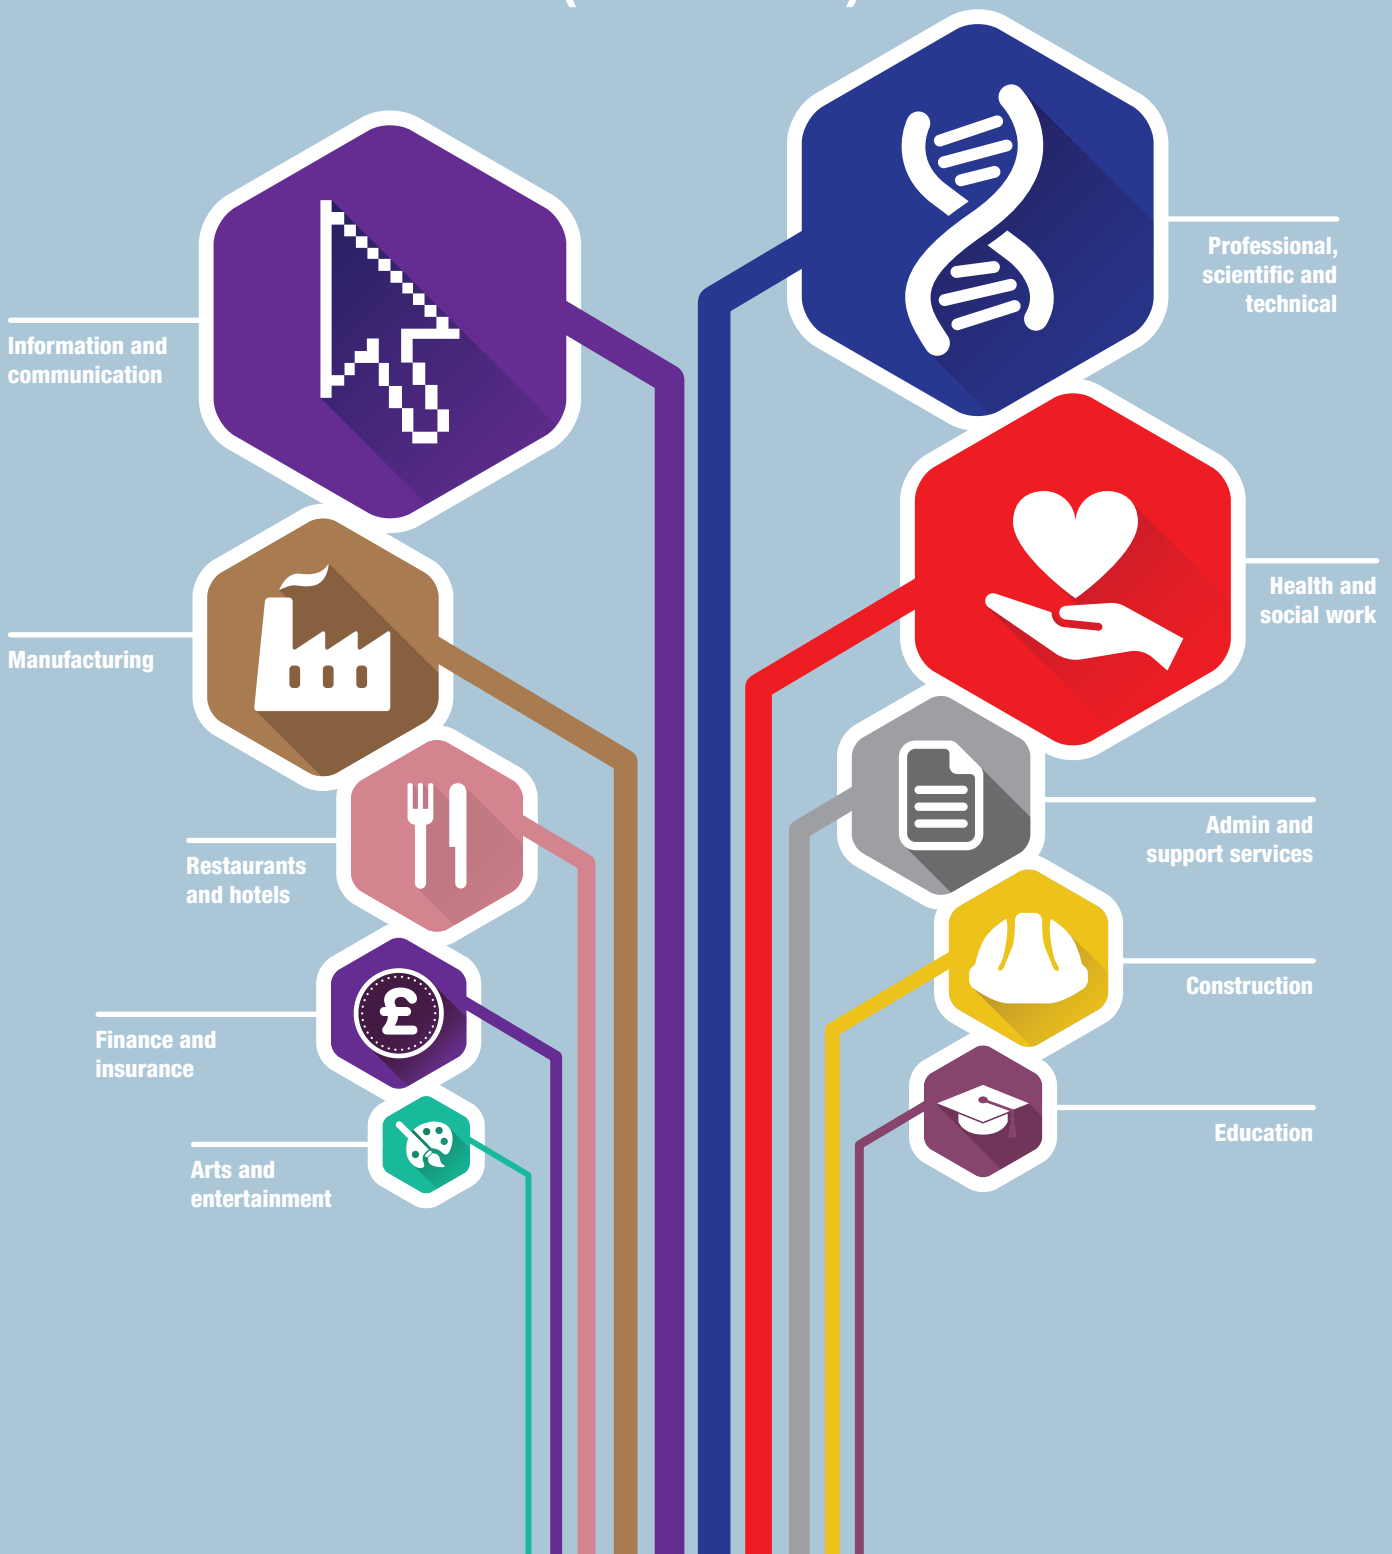 Professional,
scientific and
technical
Information and
communication
Health and
social work
Manufacturing
Admin and
support services
Restaurants
and hotels
Construction
Finance and
insurance
Education
Arts and
entertainment
£